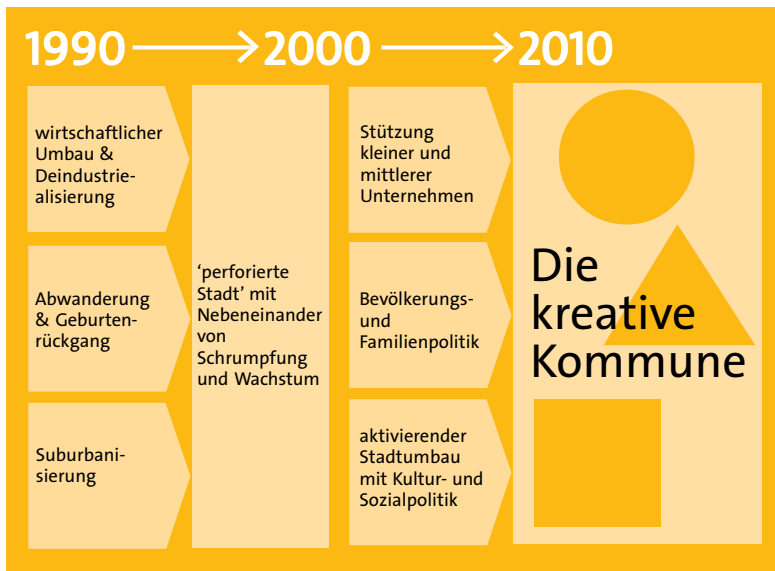 1990 → 2000 → 2010
wirtschaftlicher
Umbau &
Deindustrie-
alisierung
Abwanderung
& Geburten-
rückgang
Suburbani-
sierung
‘perforierte
Stadt’ mit
Nebeneinander
von
Schrumpfung
und Wachstum
Stützung
kleiner und
mittlerer
Unternehmen
Bevölkerungs-
und
Familienpolitik
aktivierender
Stadtumbau
mit Kultur- und
Sozialpolitik
Die
kreative
Kommune